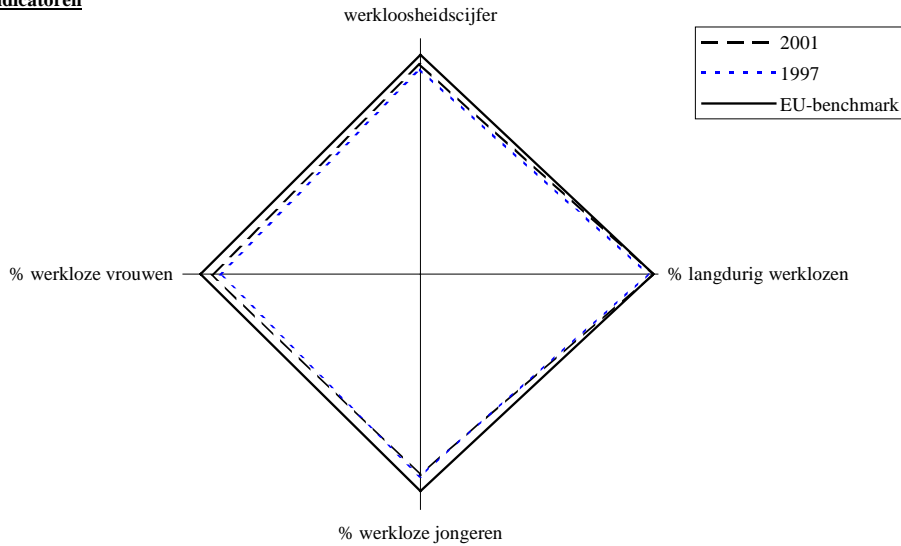 werkloosheidscijfer
2001
1997
EU-benchmark
% werkloze vrouwen
% langdurig werklozen
% werkloze jongeren